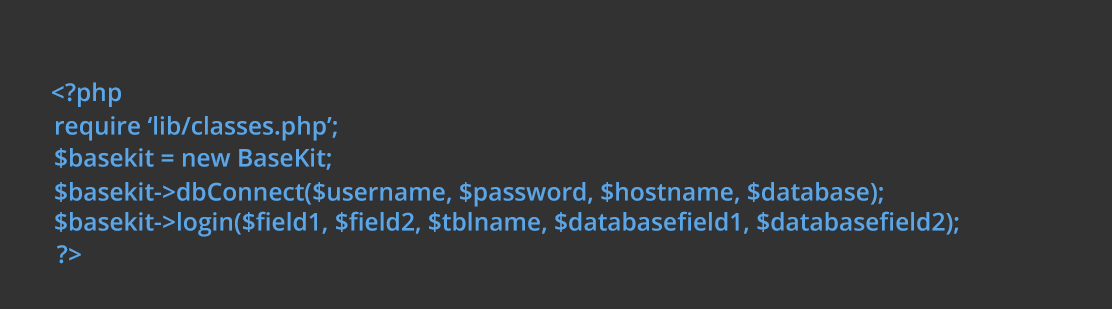 <?php
require ‘lib/classes.php’;
$basekit = new BaseKit;
$basekit->dbConnect($username, $password, $hostname, $database);
$basekit->login($field1, $field2, $tblname, $databasefield1, $databasefield2);
?>